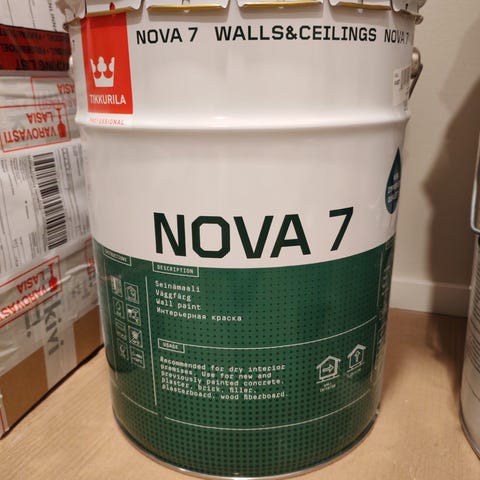 NOVA 7 WALLS&CEILINGS NOVA 7
TIKKURILA
PROFESSIONAL
NOVA 7
INSTRUCTIONS
DESCRIPTION
Seinämaali
Väggfärg
Wall paint
Интерьерная краска
USAGE
Recommended for dry interior
premises. Use for new and
previously painted concrete,
plaster, brick, filler,
plasterboard, wood fiberboard.
VAROVASTI
LASIA
VAROVASTI
LASIA